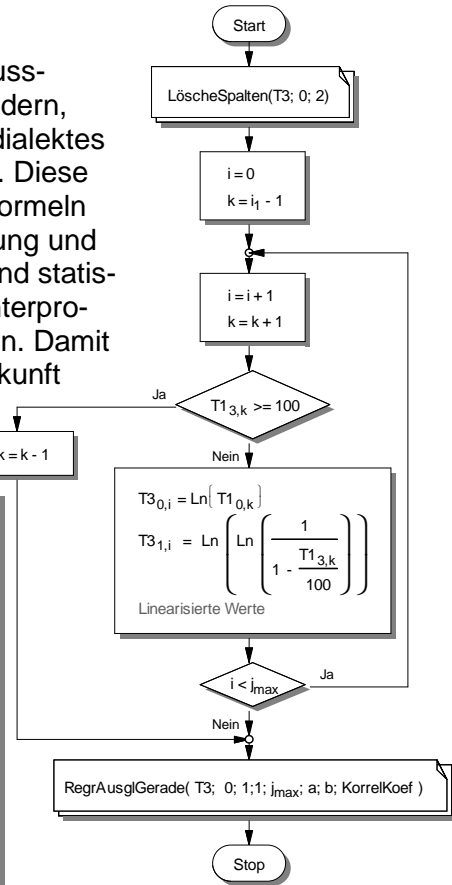 Start
uss-
dern,
dialektes
. Diese
ormeln
ung und
nd statis-
nterpro-
n. Damit
kunft
LöscheSpalten(T3; 0; 2)
i = 0
k = i1 - 1
i = i + 1
k = k + 1
Ja
T13,k >= 100
k = k - 1
Nein
T30,i = Ln{ T10,k }
T31,i = Ln ( Ln ( 1 / ( 1 - T13,k / 100 ) ) )
Linearisierte Werte
i < jmax
Ja
Nein
RegrAusglGerade( T3; 0; 1;1; jmax; a; b; KorrelKoef )
Stop